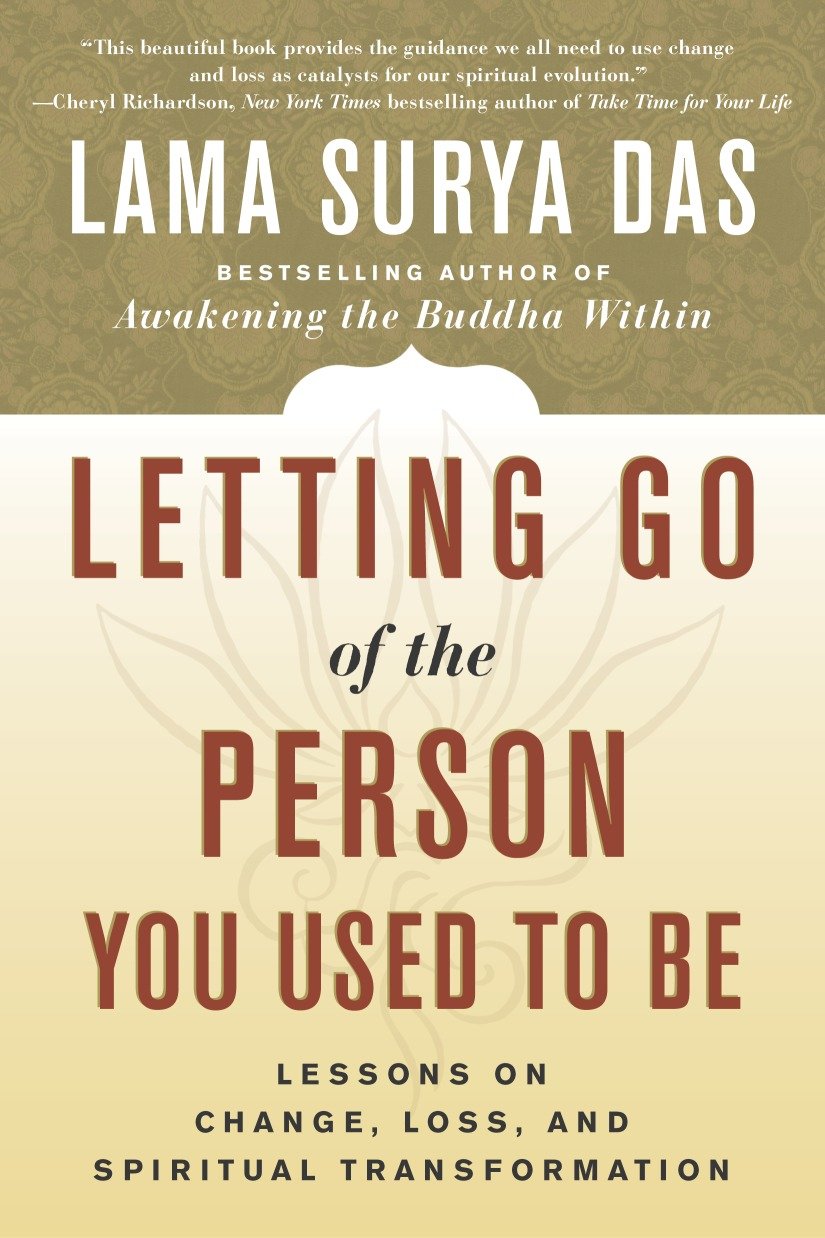 “This beautiful book provides the guidance we all need to use change
and loss as catalysts for our spiritual evolution.”
—Cheryl Richardson, New York Times bestselling author of Take Time for Your Life
LAMA SURYA DAS
BESTSELLING AUTHOR OF
Awakening the Buddha Within
LETTING GO
of the
PERSON
YOU USED TO BE
LESSONS ON
CHANGE, LOSS, AND
SPIRITUAL TRANSFORMATION